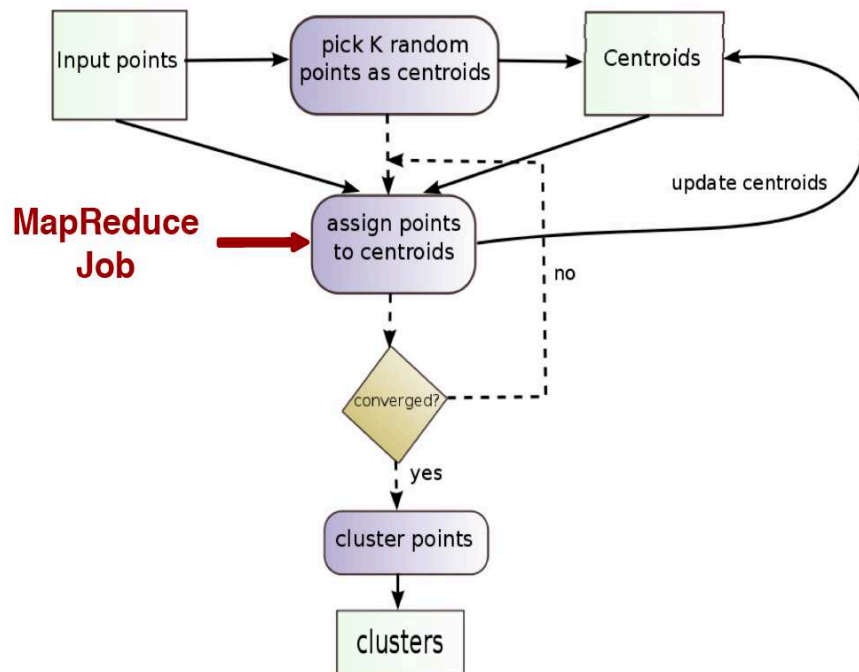 Input points
pick K random
points as centroids
Centroids
update centroids
MapReduce
Job
assign points
to centroids
no
converged?
yes
cluster points
clusters